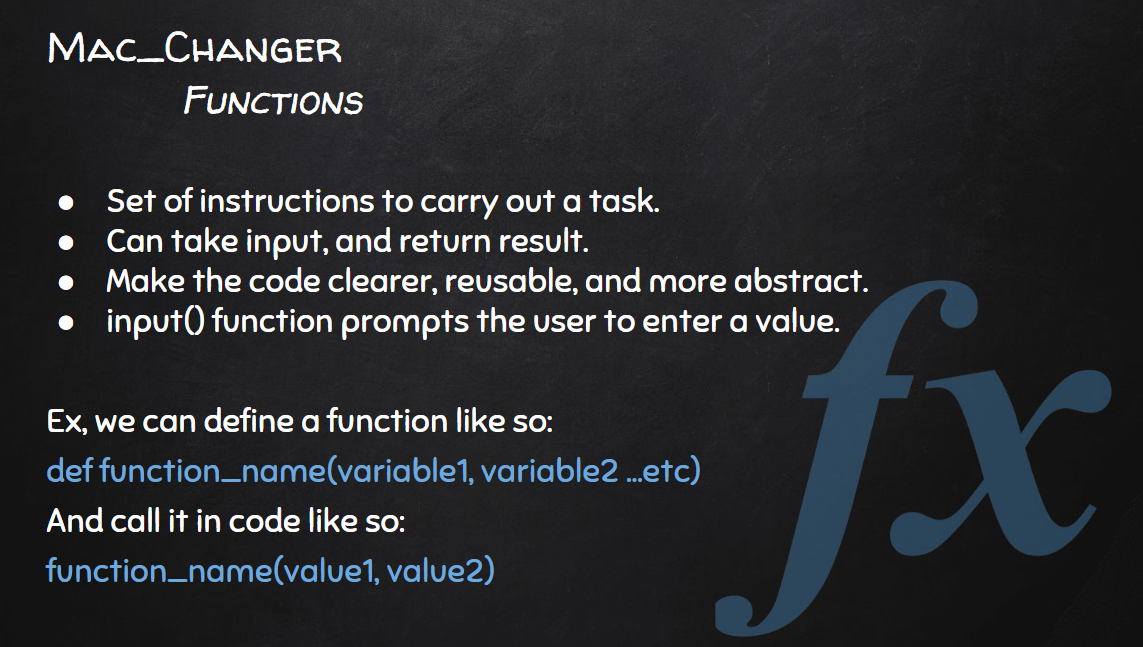 Mac_Changer
Functions
● Set of instructions to carry out a task.
● Can take input, and return result.
● Make the code clearer, reusable, and more abstract.
● input() function prompts the user to enter a value.
Ex, we can define a function like so:
def function_name(variable1, variable2 ...etc)
And call it in code like so:
function_name(value1, value2)
fx